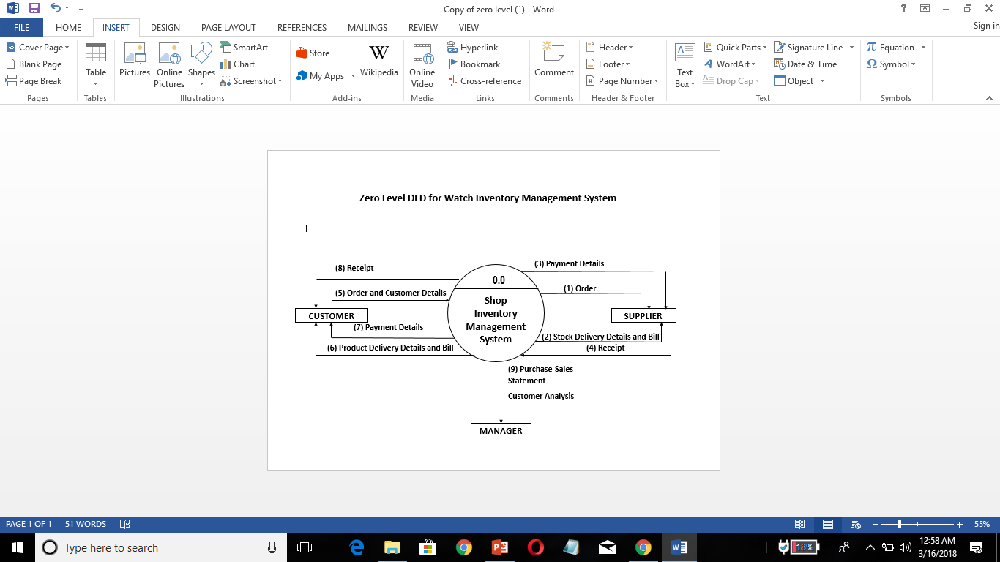 Copy of zero level (1) - Word
?
Sign in
FILE HOME INSERT DESIGN PAGE LAYOUT REFERENCES MAILINGS REVIEW VIEW
Cover Page
Blank Page
Page Break
Pages
Table
Tables
Pictures
Online
Pictures
Shapes
SmartArt
Chart
Screenshot
Illustrations
Store
My Apps
W
Wikipedia
Add-ins
Online
Video
Media
Hyperlink
Bookmark
Cross-reference
Links
Comment
Comments
Header
Footer
Page Number
#
Header & Footer
A
Text
Box
Quick Parts
A WordArt
A Drop Cap
Signature Line
Date & Time
Object
Text
π Equation
Ω Symbol
Symbols
Zero Level DFD for Watch Inventory Management System
(8) Receipt
(3) Payment Details
0.0
(5) Order and Customer Details
(1) Order
Shop
Inventory
Management
System
CUSTOMER
SUPPLIER
(7) Payment Details
(2) Stock Delivery Details and Bill
(6) Product Delivery Details and Bill
(4) Receipt
(9) Purchase-Sales
Statement
Customer Analysis
MANAGER
PAGE 1 OF 1 51 WORDS
55%
Type here to search
18%
12:58 AM
3/16/2018